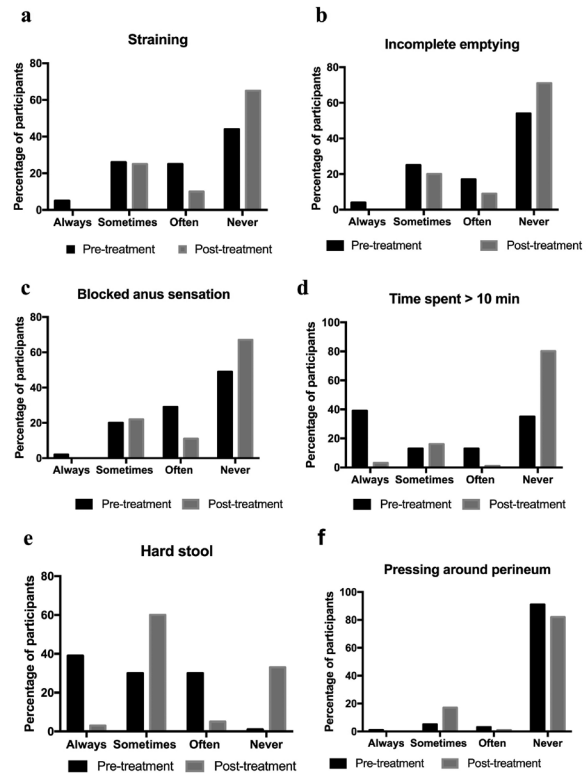 a
Straining
Percentage of participants
80
60
40
20
0
Always Sometimes Often Never
Pre-treatment Post-treatment
b
Incomplete emptying
Percentage of participants
80
60
40
20
0
Always Sometimes Often Never
Pre-treatment Post-treatment
c
Blocked anus sensation
Percentage of participants
80
60
40
20
0
Always Sometimes Often Never
Pre-treatment Post-treatment
d
Time spent > 10 min
Percentage of participants
100
80
60
40
20
0
Always Sometimes Often Never
Pre-treatment Post-treatment
e
Hard stool
Percentage of participants
80
60
40
20
0
Always Sometimes Often Never
Pre-treatment Post-treatment
f
Pressing around perineum
Percentage of participants
100
80
60
40
20
0
Always Sometimes Often Never
Pre-treatment Post-treatment